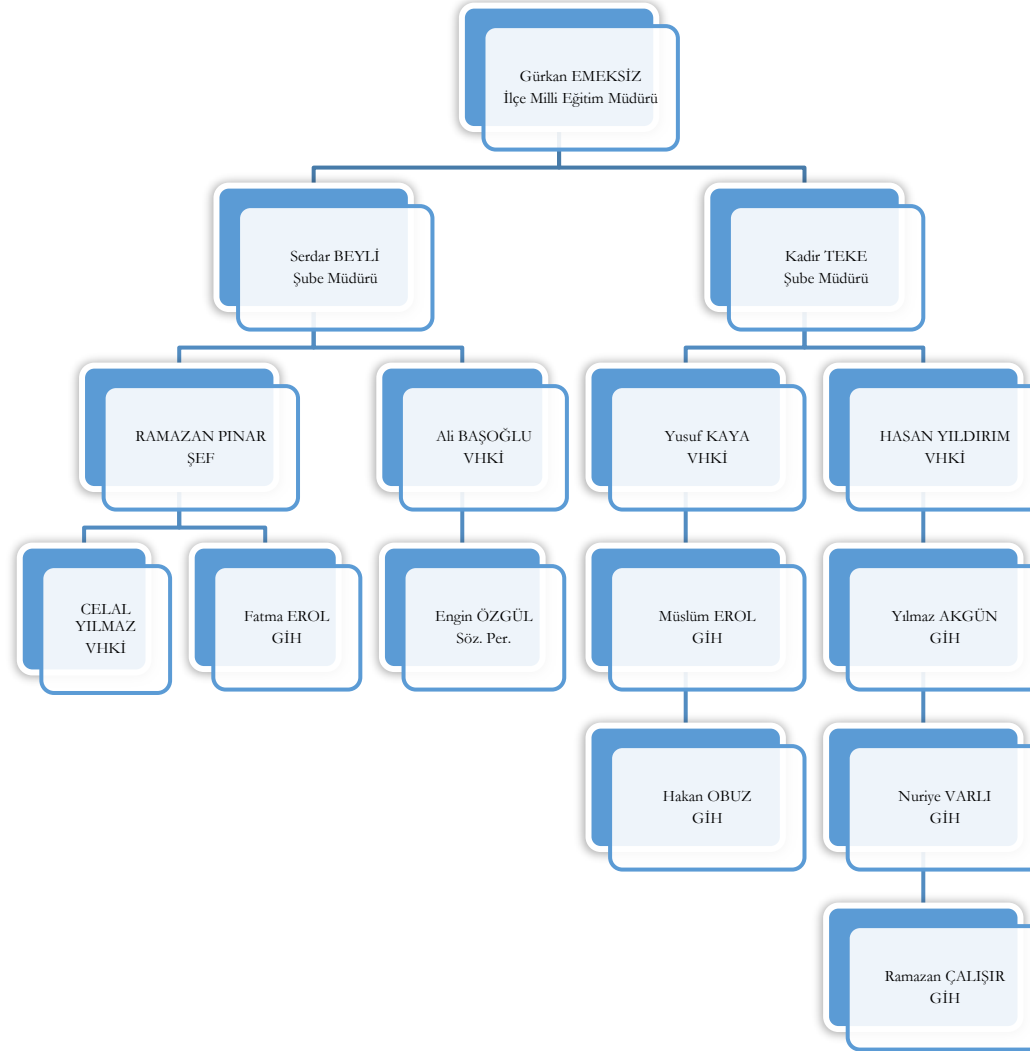 Gürkan EMEKSİZ
İlçe Milli Eğitim Müdürü
Serdar BEYLİ
Şube Müdürü
Kadir TEKE
Şube Müdürü
RAMAZAN PINAR
ŞEF
Ali BAŞOĞLU
VHKİ
Yusuf KAYA
VHKİ
HASAN YILDIRIM
VHKİ
CELAL
YILMAZ
VHKİ
Fatma EROL
GİH
Engin ÖZGÜL
Söz. Per.
Müslüm EROL
GİH
Yılmaz AKGÜN
GİH
Hakan OBUZ
GİH
Nuriye VARLI
GİH
Ramazan ÇALIŞIR
GİH